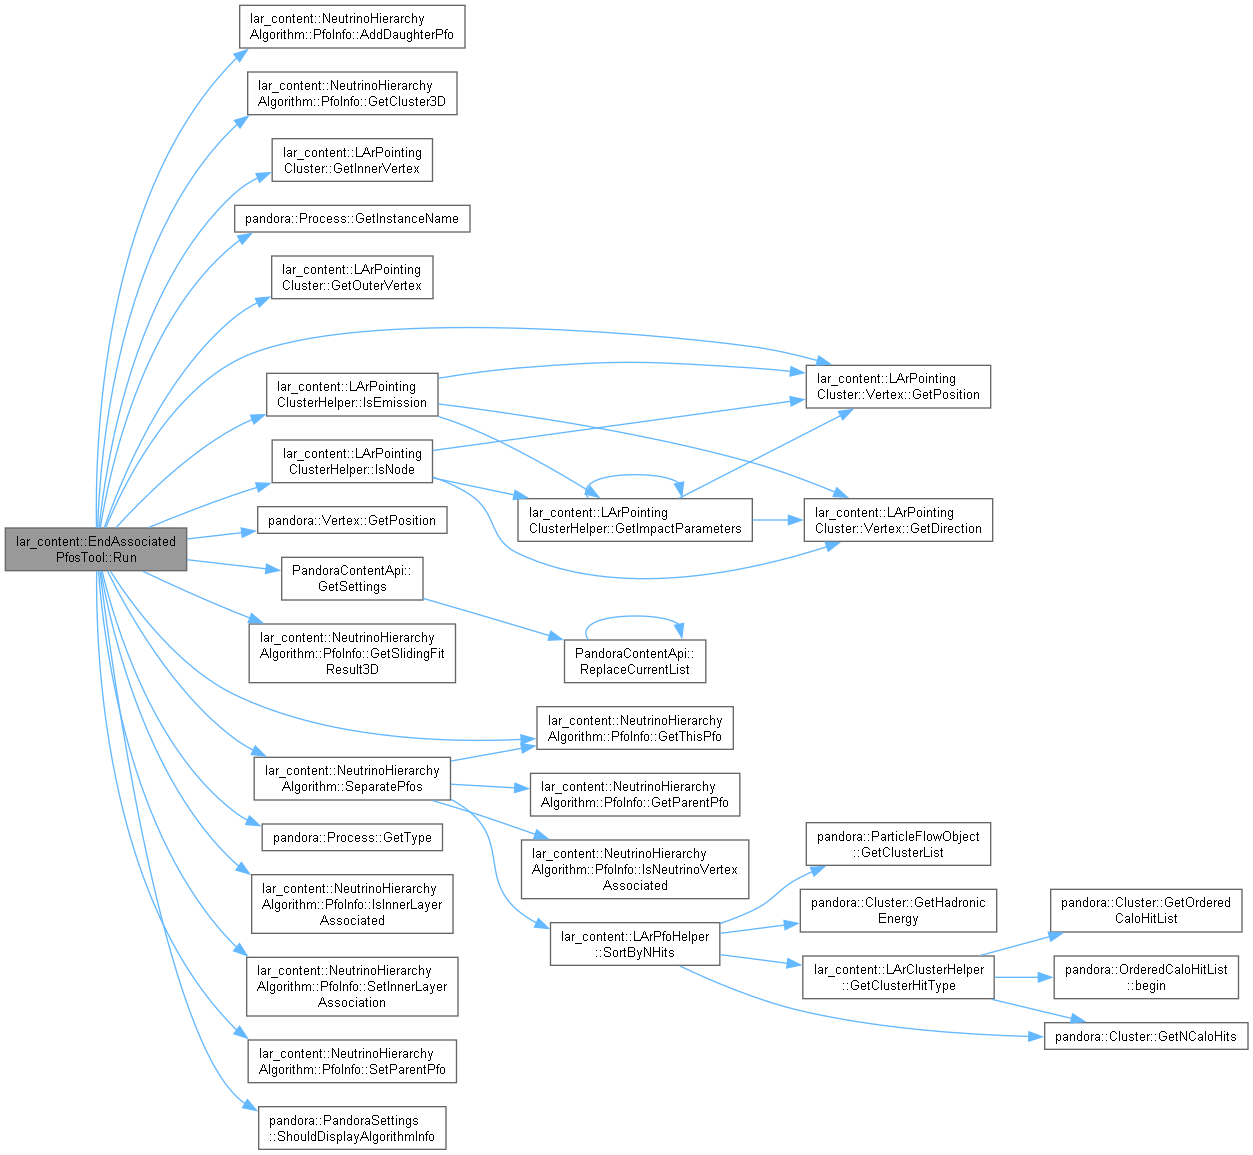 lar_content::NeutrinoHierarchy
Algorithm::PfoInfo::AddDaughterPfo
lar_content::NeutrinoHierarchy
Algorithm::PfoInfo::GetCluster3D
lar_content::LArPointing
Cluster::GetInnerVertex
pandora::Process::GetInstanceName
lar_content::LArPointing
Cluster::GetOuterVertex
lar_content::LArPointing
ClusterHelper::IsEmission
lar_content::LArPointing
Cluster::Vertex::GetPosition
lar_content::LArPointing
ClusterHelper::IsNode
lar_content::LArPointing
ClusterHelper::GetImpactParameters
lar_content::LArPointing
Cluster::Vertex::GetDirection
pandora::Vertex::GetPosition
lar_content::EndAssociated
PfosTool::Run
PandoraContentApi::
GetSettings
lar_content::NeutrinoHierarchy
Algorithm::PfoInfo::GetSlidingFit
Result3D
PandoraContentApi::
ReplaceCurrentList
lar_content::NeutrinoHierarchy
Algorithm::PfoInfo::GetThisPfo
lar_content::NeutrinoHierarchy
Algorithm::SeparatePfos
lar_content::NeutrinoHierarchy
Algorithm::PfoInfo::GetParentPfo
pandora::Process::GetType
lar_content::NeutrinoHierarchy
Algorithm::PfoInfo::IsNeutrinoVertex
Associated
pandora::ParticleFlowObject
::GetClusterList
lar_content::NeutrinoHierarchy
Algorithm::PfoInfo::IsInnerLayer
Associated
pandora::Cluster::GetHadronic
Energy
pandora::Cluster::GetOrdered
CaloHitList
lar_content::LArPfoHelper
::SortByNHits
lar_content::LArClusterHelper
::GetClusterHitType
pandora::OrderedCaloHitList
::begin
lar_content::NeutrinoHierarchy
Algorithm::PfoInfo::SetInnerLayer
Association
pandora::Cluster::GetNCaloHits
lar_content::NeutrinoHierarchy
Algorithm::PfoInfo::SetParentPfo
pandora::PandoraSettings
::ShouldDisplayAlgorithmInfo